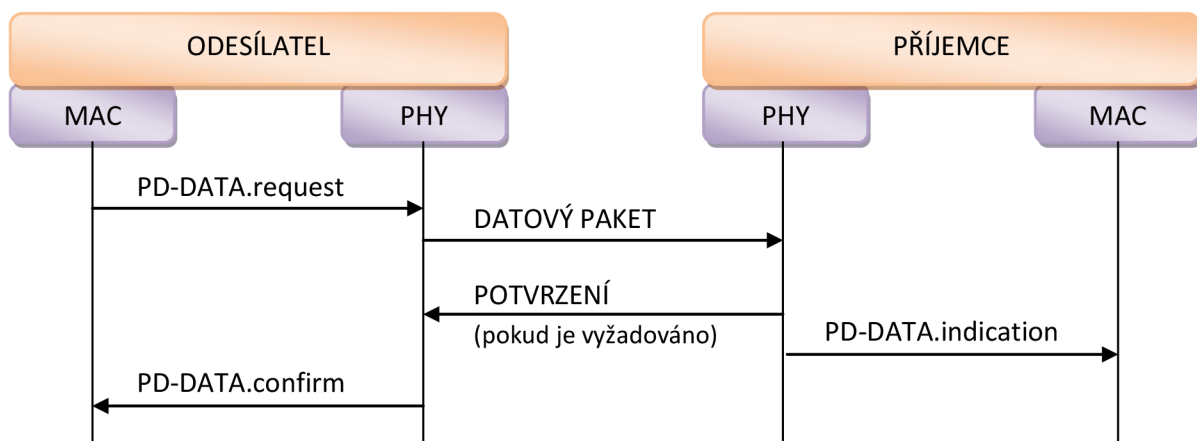 ODESÍLATEL
PŘÍJEMCE
MAC
PHY
PHY
MAC
PD-DATA.request
DATOVÝ PAKET
POTVRZENÍ
(pokud je vyžadováno)
PD-DATA.indication
PD-DATA.confirm